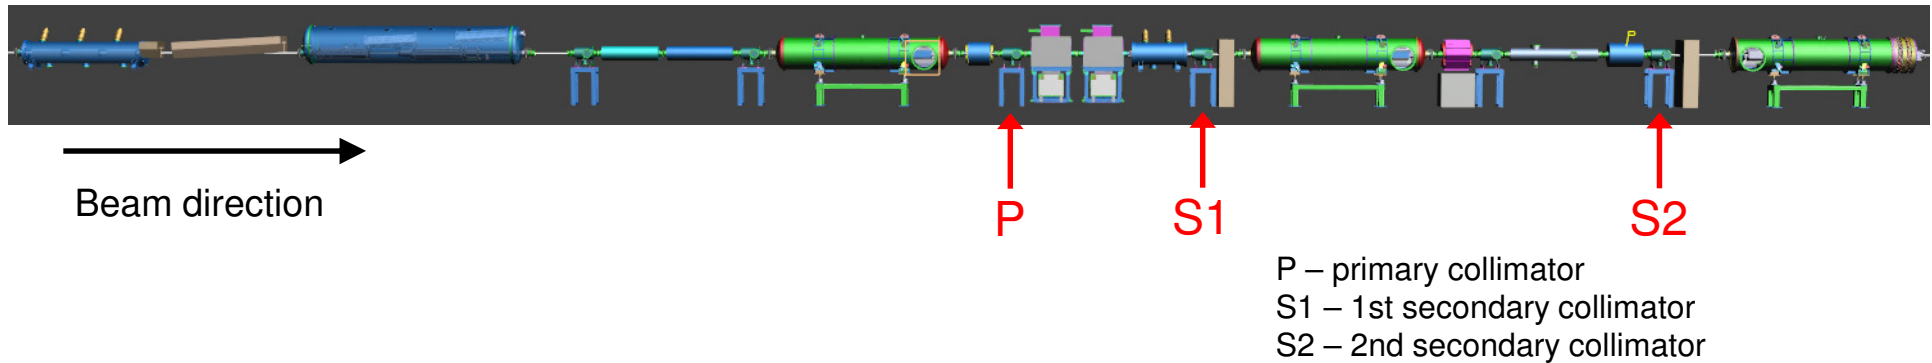 Beam direction
P
S1
S2
P – primary collimator
S1 – 1st secondary collimator
S2 – 2nd secondary collimator